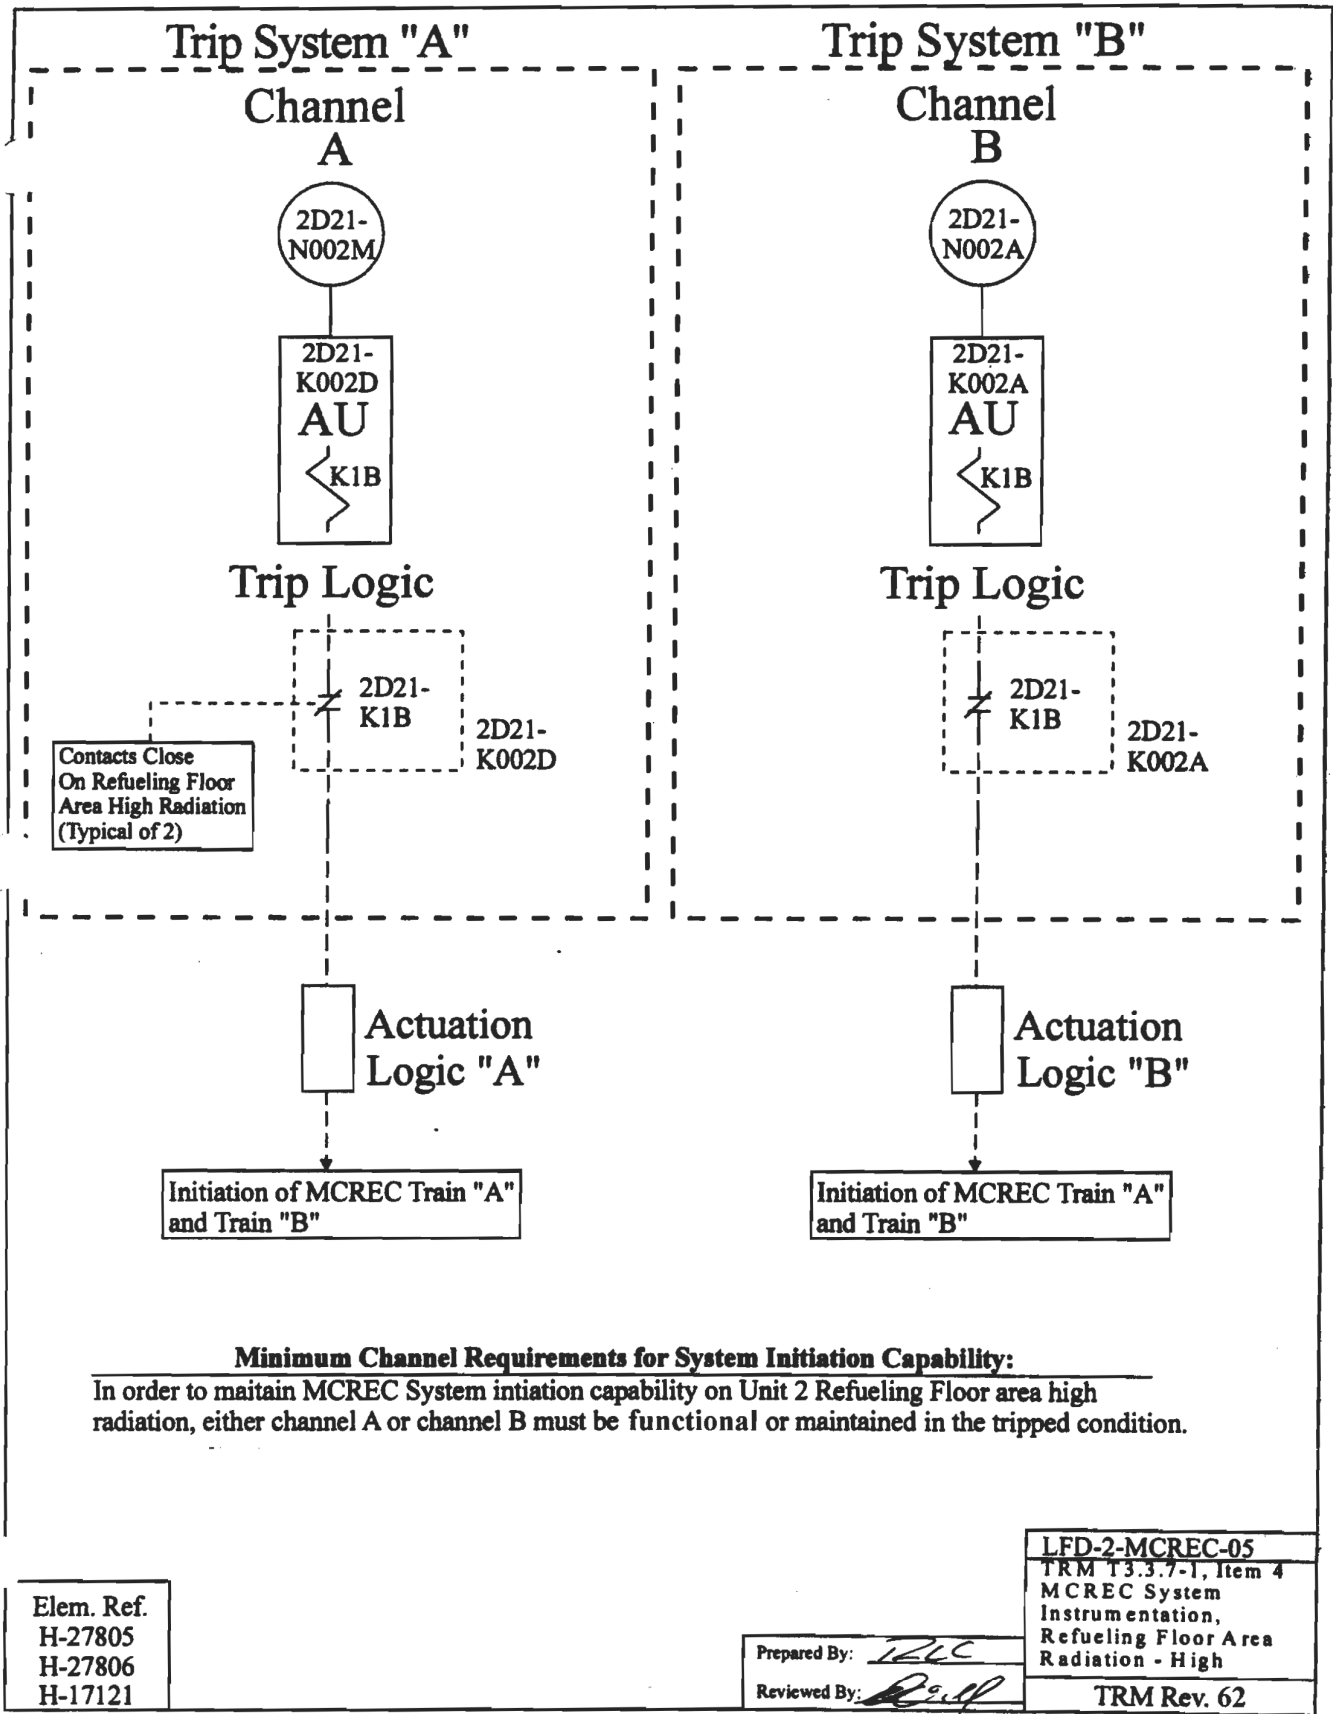 Trip System "A"
Channel
A
2D21-
N002M
2D21-
K002D
AU
K1B
Trip Logic
2D21-
K1B
2D21-
K002D
Contacts Close
On Refueling Floor
Area High Radiation
(Typical of 2)
Actuation
Logic "A"
Initiation of MCREC Train "A"
and Train "B"
Trip System "B"
Channel
B
2D21-
N002A
2D21-
K002A
AU
K1B
Trip Logic
2D21-
K1B
2D21-
K002A
Actuation
Logic "B"
Initiation of MCREC Train "A"
and Train "B"
Minimum Channel Requirements for System Initiation Capability:
In order to maitain MCREC System intiation capability on Unit 2 Refueling Floor area high
radiation, either channel A or channel B must be functional or maintained in the tripped condition.
Elem. Ref.
H-27805
H-27806
H-17121
Prepared By:
Reviewed By:
LFD-2-MCREC-05
TRM T3.3.7-1, Item 4
MCREC System
Instrumentation,
Refueling Floor Area
Radiation - High
TRM Rev. 62